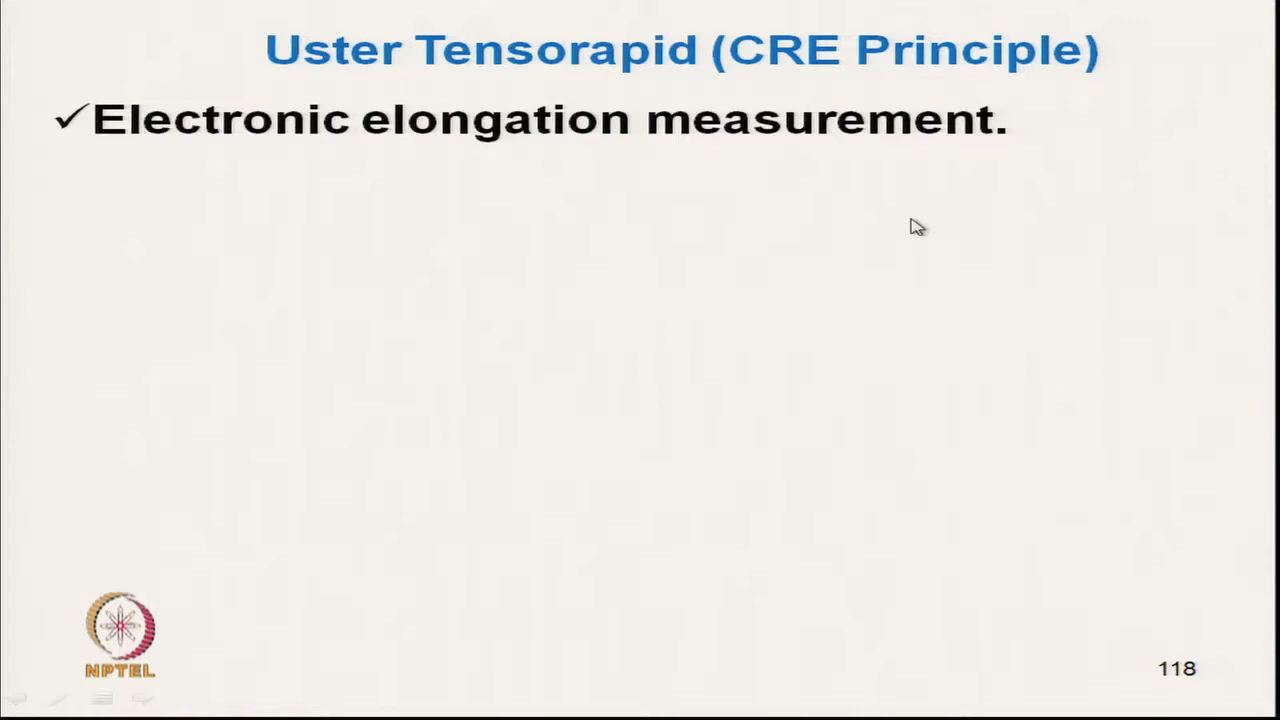 Uster Tensorapid (CRE Principle)
✓Electronic elongation measurement.
NPTEL
118